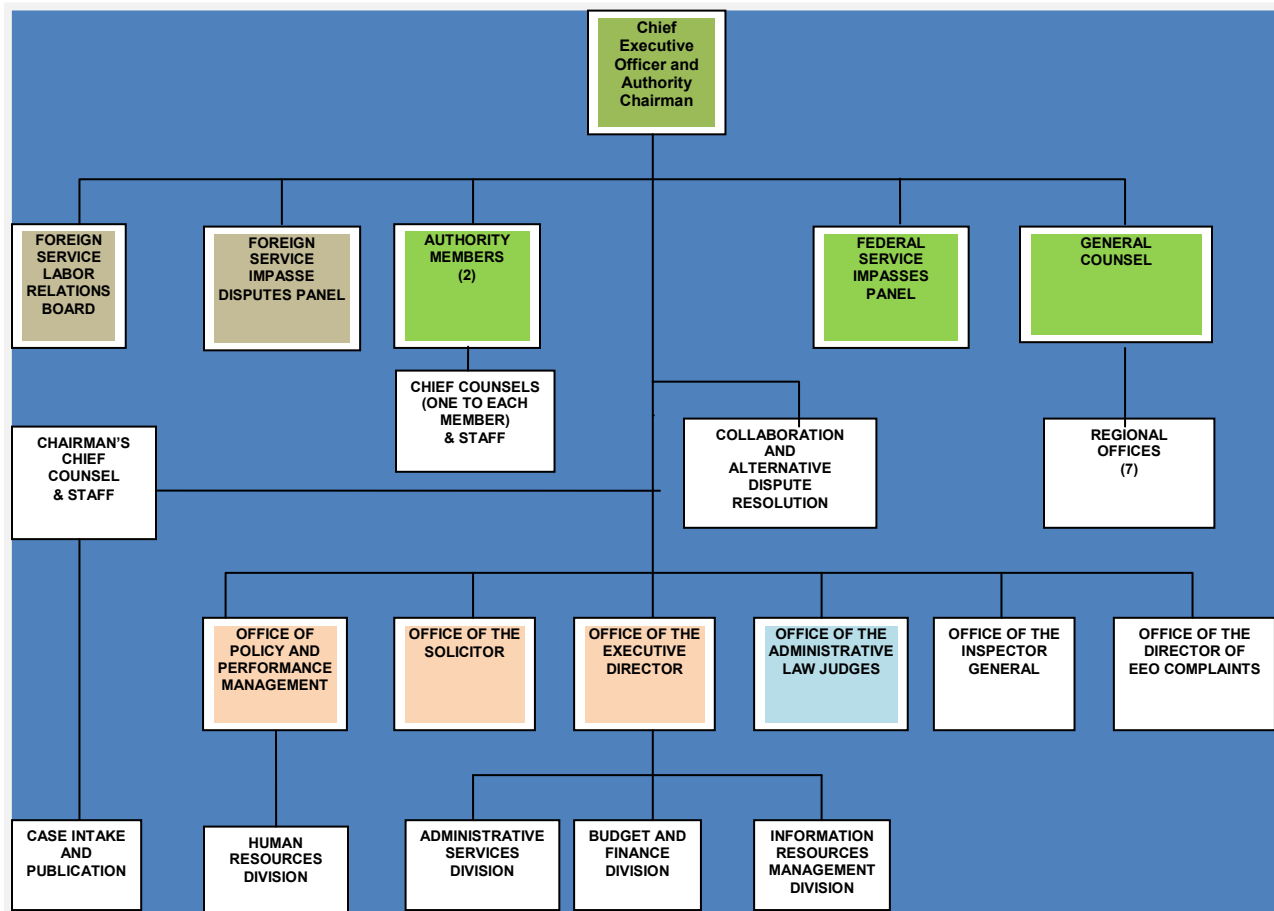 Chief
Executive
Officer and
Authority
Chairman
FOREIGN
SERVICE
LABOR
RELATIONS
BOARD
FOREIGN
SERVICE
IMPASSE
DISPUTES PANEL
AUTHORITY
MEMBERS
(2)
FEDERAL
SERVICE
IMPASSES
PANEL
GENERAL
COUNSEL
CHIEF COUNSELS
(ONE TO EACH
MEMBER)
& STAFF
CHAIRMAN’S
CHIEF
COUNSEL
& STAFF
COLLABORATION
AND
ALTERNATIVE
DISPUTE
RESOLUTION
REGIONAL
OFFICES
(7)
OFFICE OF
POLICY AND
PERFORMANCE
MANAGEMENT
OFFICE OF THE
SOLICITOR
OFFICE OF THE
EXECUTIVE
DIRECTOR
OFFICE OF THE
ADMINISTRATIVE
LAW JUDGES
OFFICE OF THE
INSPECTOR
GENERAL
OFFICE OF THE
DIRECTOR OF
EEO COMPLAINTS
CASE INTAKE
AND
PUBLICATION
HUMAN
RESOURCES
DIVISION
ADMINISTRATIVE
SERVICES
DIVISION
BUDGET AND
FINANCE
DIVISION
INFORMATION
RESOURCES
MANAGEMENT
DIVISION